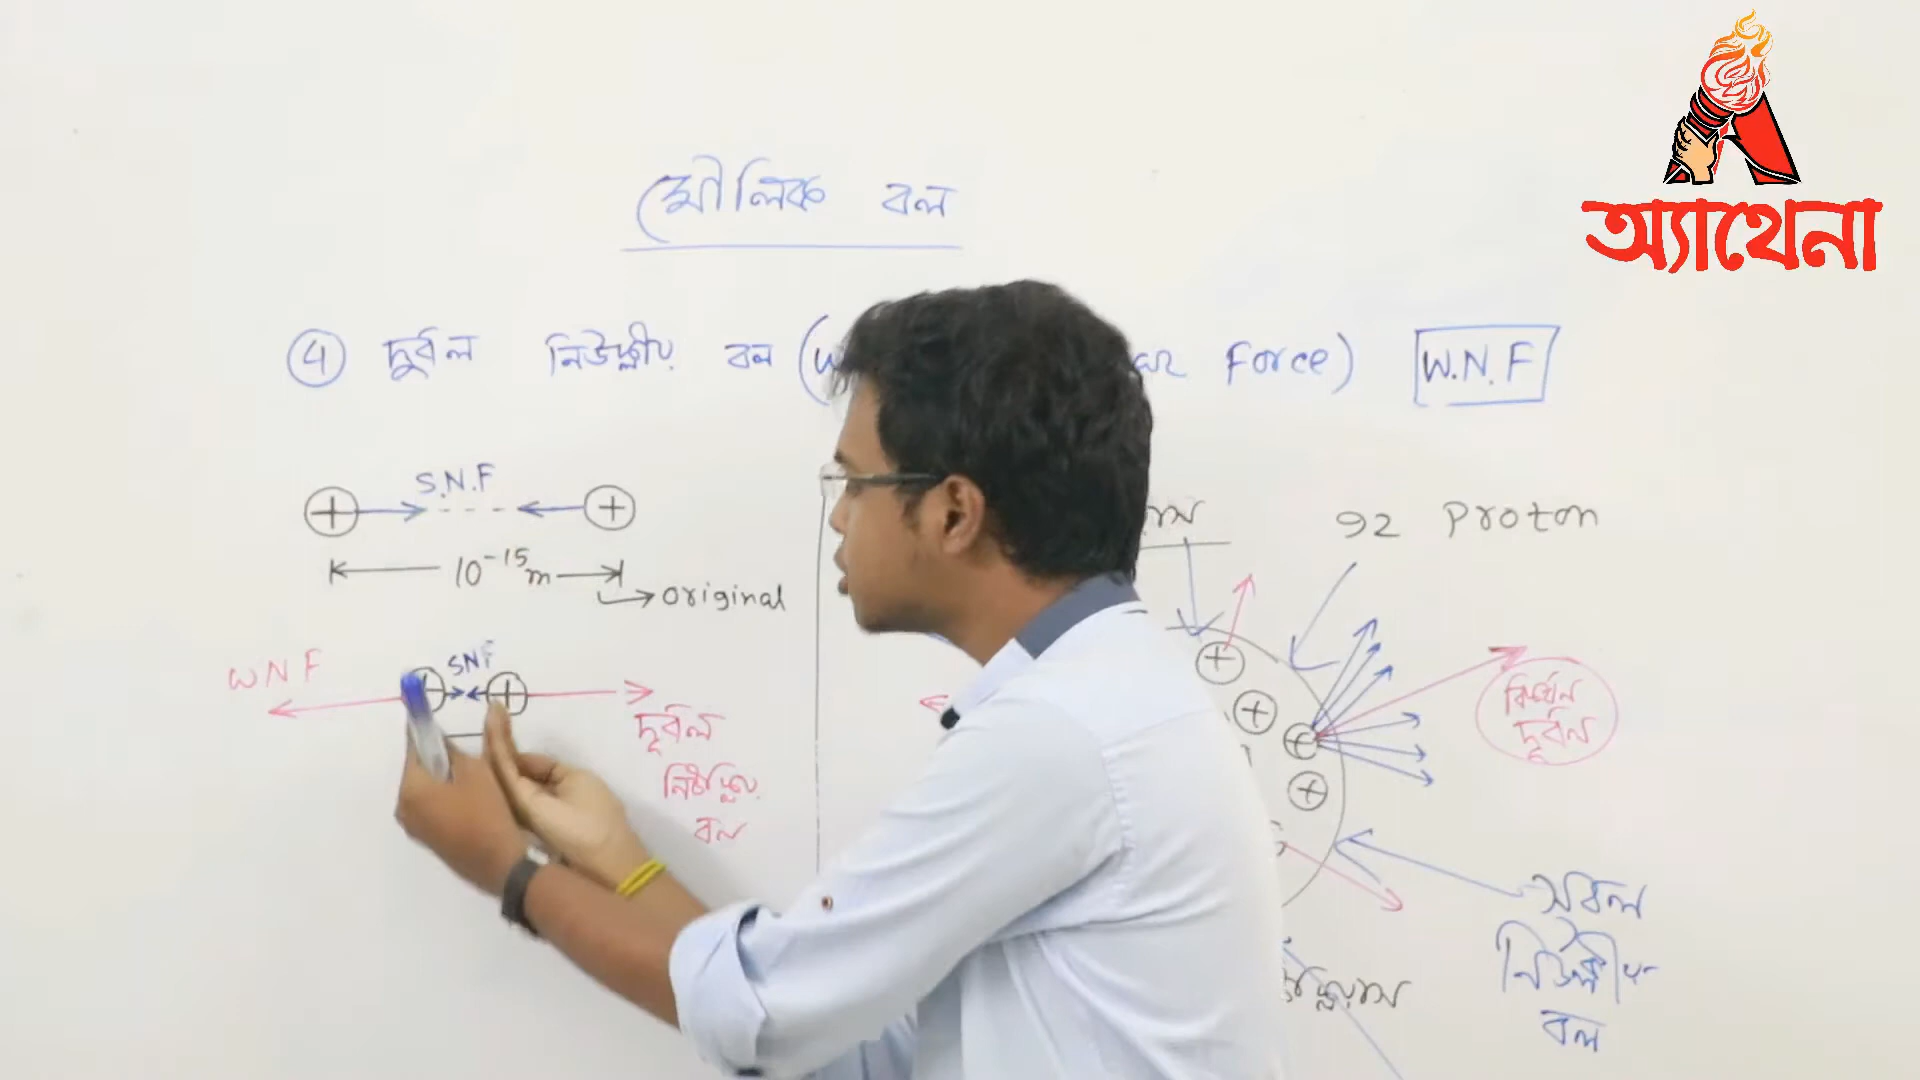 অ্যাথেনা
মৌলিক বল
④ দুর্বল নিউক্লীয় বল ( Force) W.N.F
S.N.F
10⁻¹⁵m
original
92 Proton
WNF
SNF
দুর্বল
নিউক্লীয়
বল
বিকর্ষন
দুর্বল
সবল
নিউক্লীয়
বল